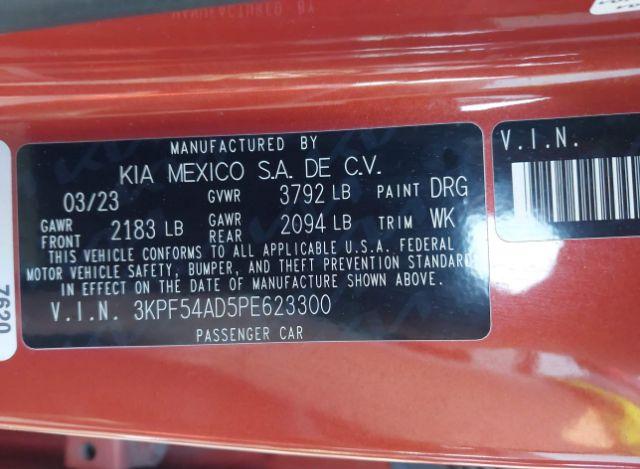 MANUFACTURED BY
KIA MEXICO S.A. DE C.V.
03/23 GVWR 3792 LB PAINT DRG
GAWR FRONT 2183 LB GAWR REAR 2094 LB TRIM WK
THIS VEHICLE CONFORMS TO ALL APPLICABLE U.S.A. FEDERAL
MOTOR VEHICLE SAFETY, BUMPER, AND THEFT PREVENTION STANDARD
IN EFFECT ON THE DATE OF MANUFACTURE SHOWN ABOVE.
V.I.N. 3KPF54AD5PE623300
PASSENGER CAR
V.I.N.
7620